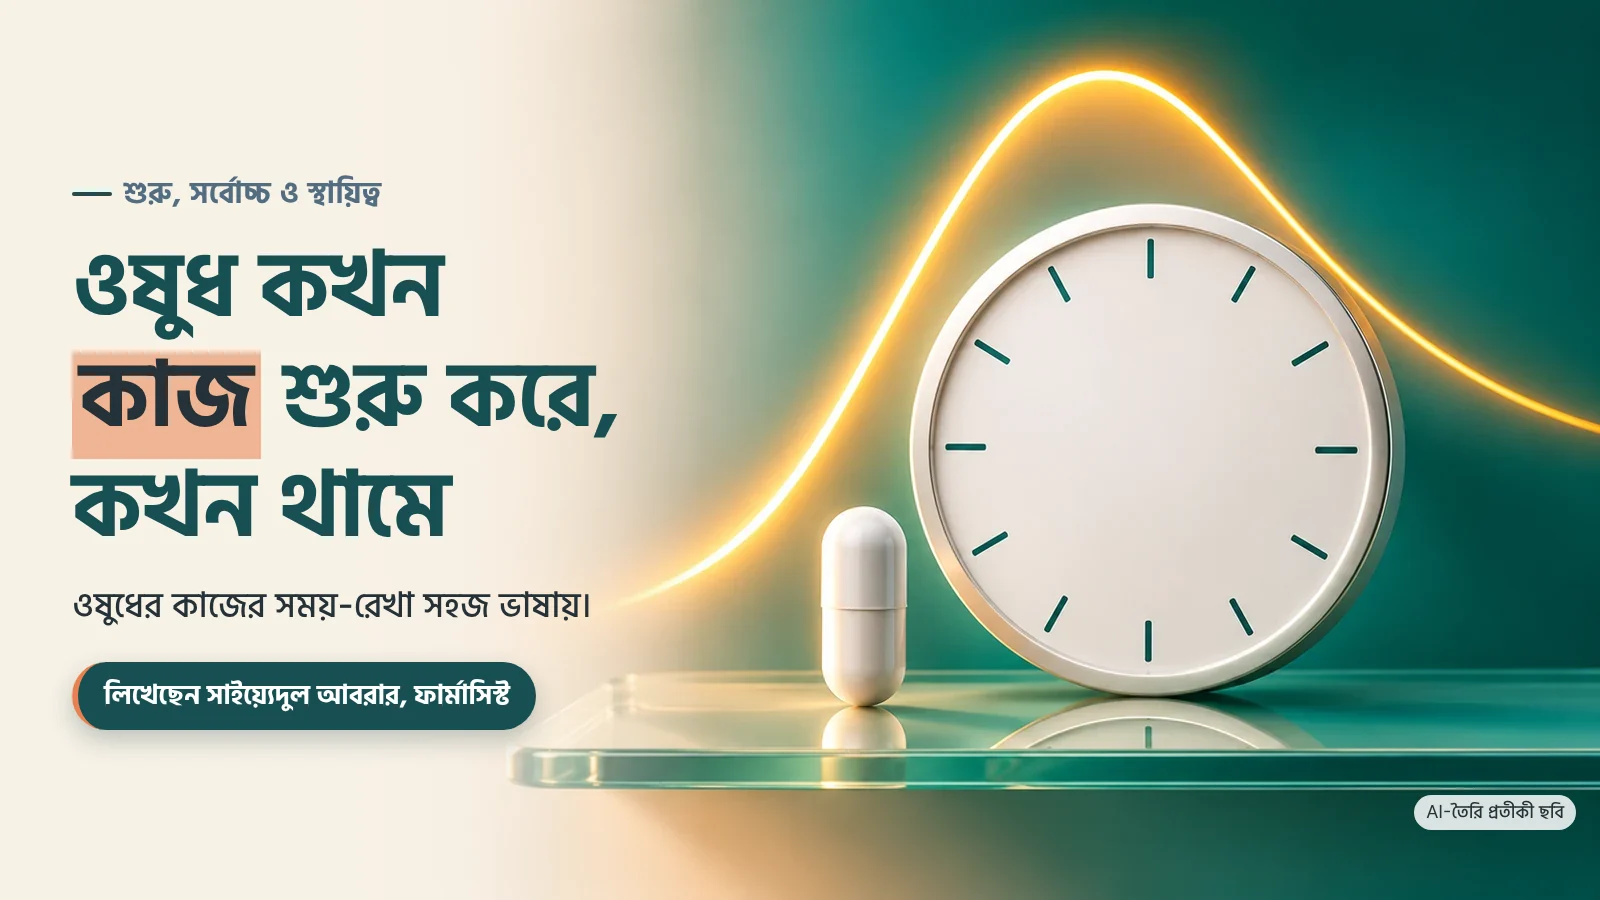 শুরু, সর্বোচ্চ ও স্থায়িত্ব
ওষুধ কখন
কাজ শুরু করে,
কখন থামে
ওষুধের কাজের সময়-রেখা সহজ ভাষায়।
লিখেছেন সাইয়্যেদুল আবরার, ফার্মাসিস্ট
AI-তৈরি প্রতীকী ছবি